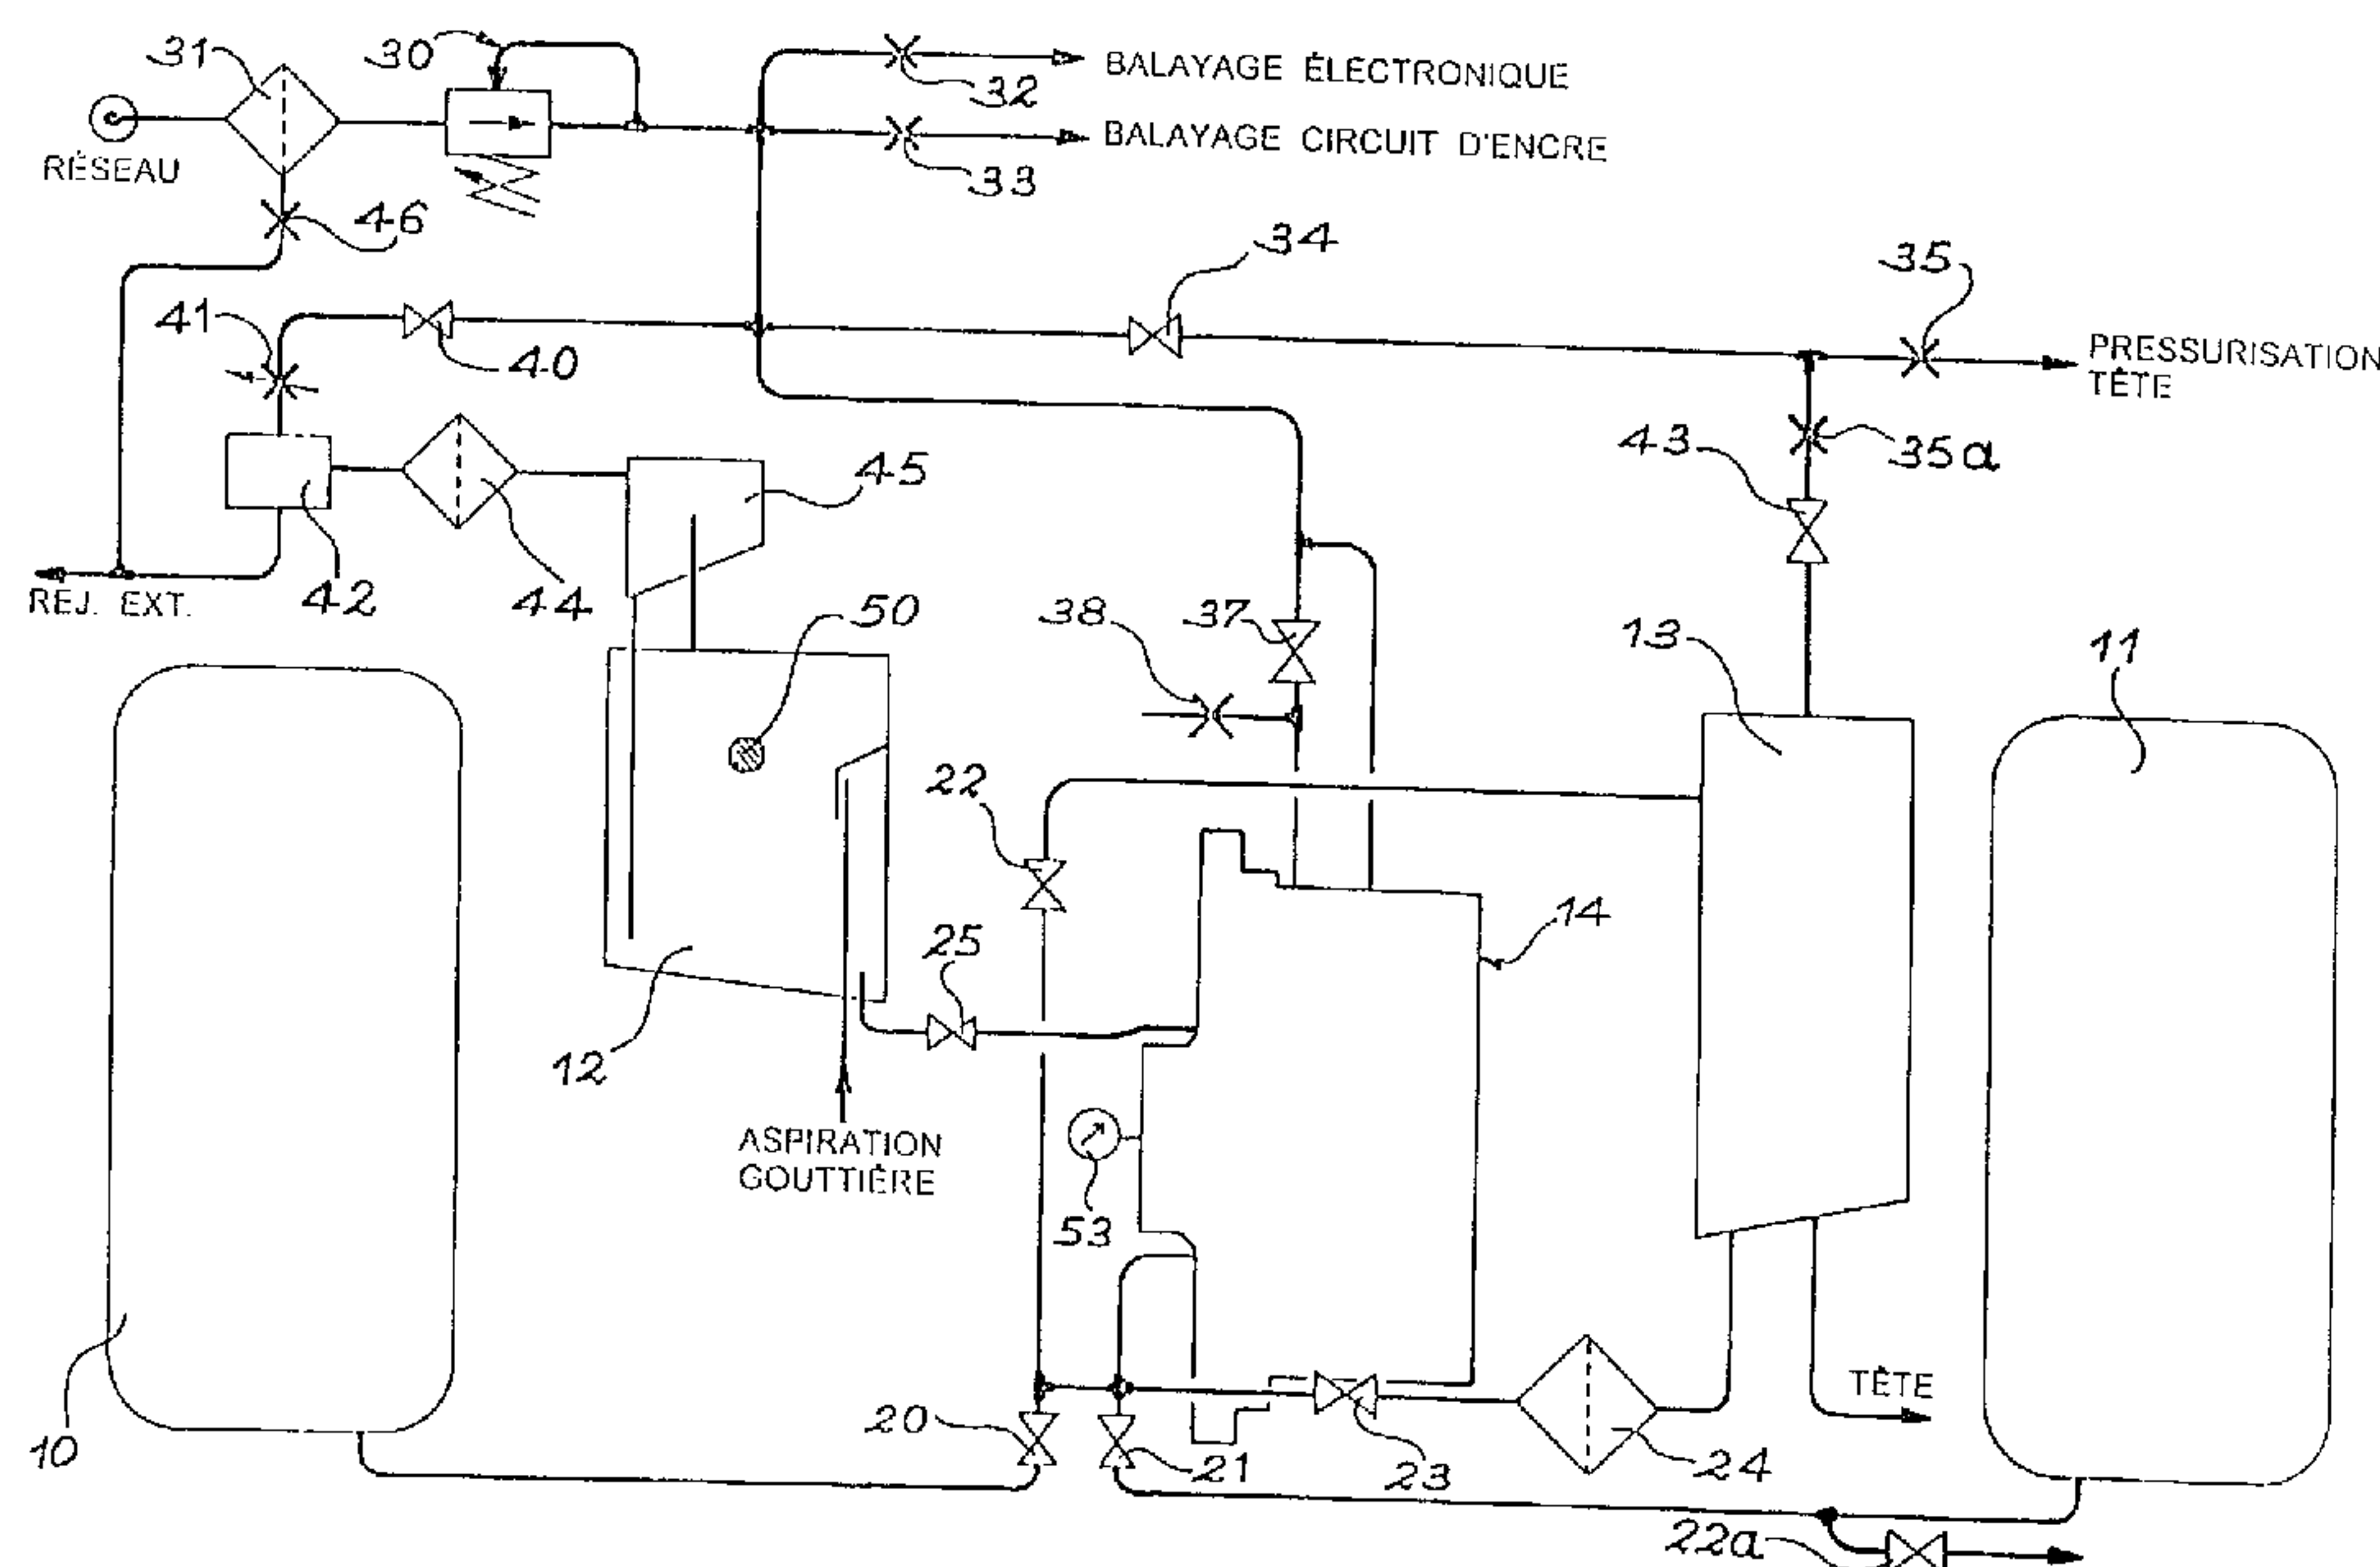 31
30
BALAYAGE ÉLECTRONIQUE
32
BALAYAGE CIRCUIT D'ENCRE
RÉSEAU
33
46
34
35
41
40
PRESSURISATION
TÊTE
43
35a
45
42
44
REJ. EXT.
50
38
37
13
11
22
14
25
12
ASPIRATION
GOUTTIÈRE
53
TÊTE
10
20
21
23
24
22a